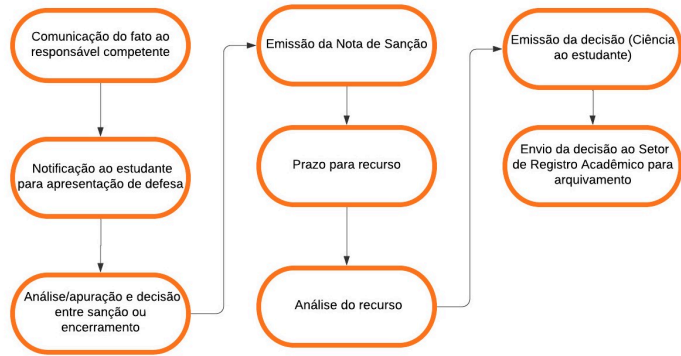 Comunicação do fato ao
responsável competente
Notificação ao estudante
para apresentação de defesa
Análise/apuração e decisão
entre sanção ou
encerramento
Emissão da Nota de Sanção
Prazo para recurso
Análise do recurso
Emissão da decisão (Ciência
ao estudante)
Envio da decisão ao Setor
de Registro Acadêmico para
arquivamento